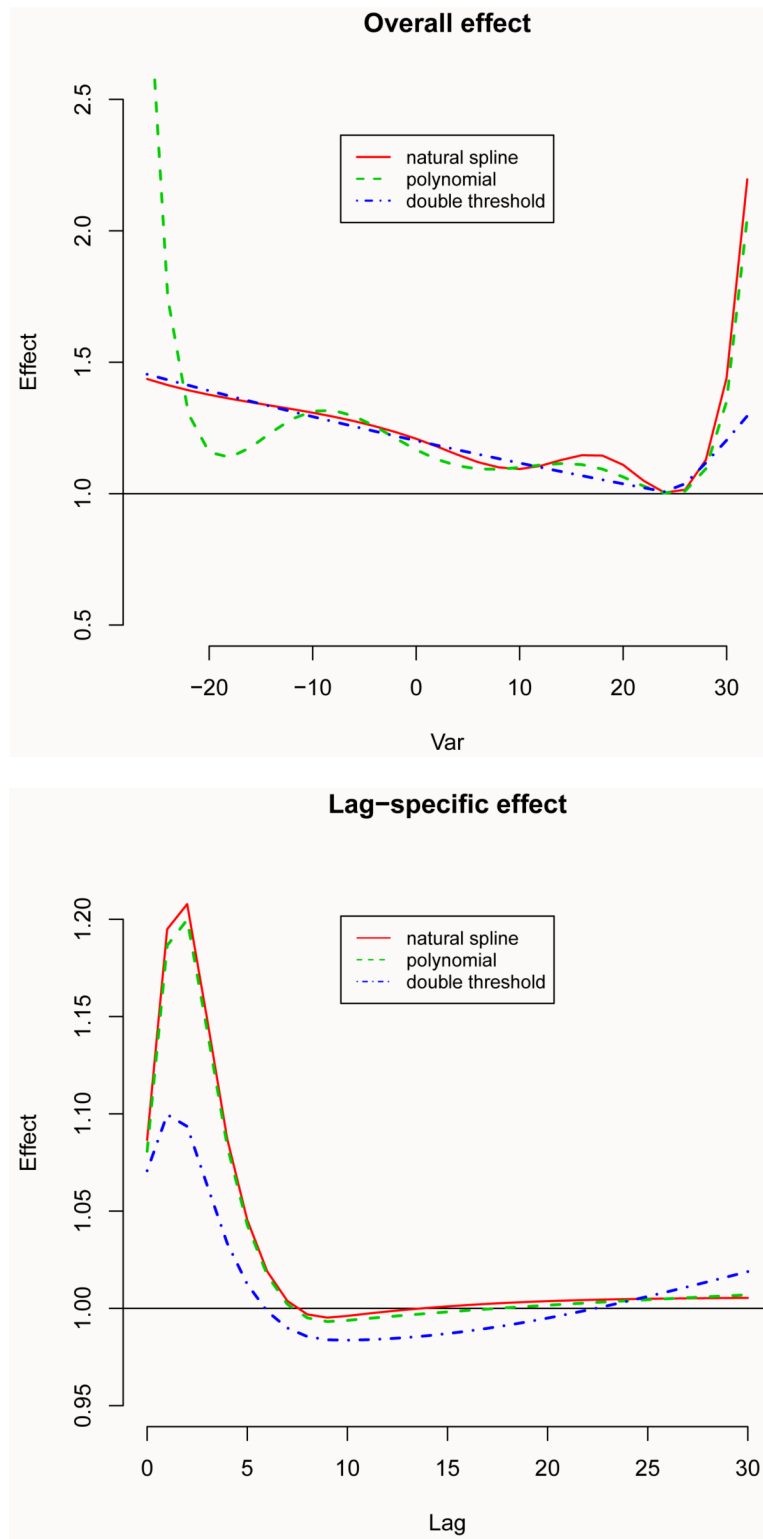 Overall effect
2.5
2.0
1.5
1.0
0.5
Effect
natural spline
polynomial
double threshold
−20 −10 0 10 20 30
Var
Lag−specific effect
1.20
1.15
1.10
1.05
1.00
0.95
Effect
natural spline
polynomial
double threshold
0 5 10 15 20 25 30
Lag